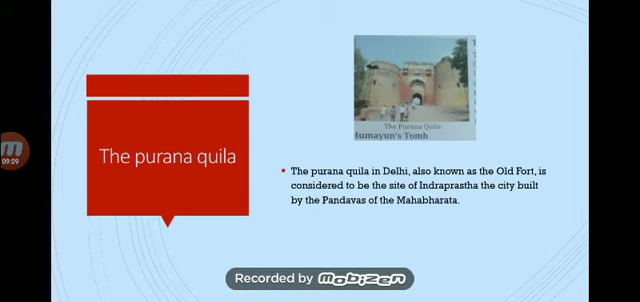 The purana quila
The Purana Quila
Humayun's Tomb
The purana quila in Delhi, also known as the Old Fort, is
considered to be the site of Indraprastha the city built
by the Pandavas of the Mahabharata.
09:09
Recorded by mobizen